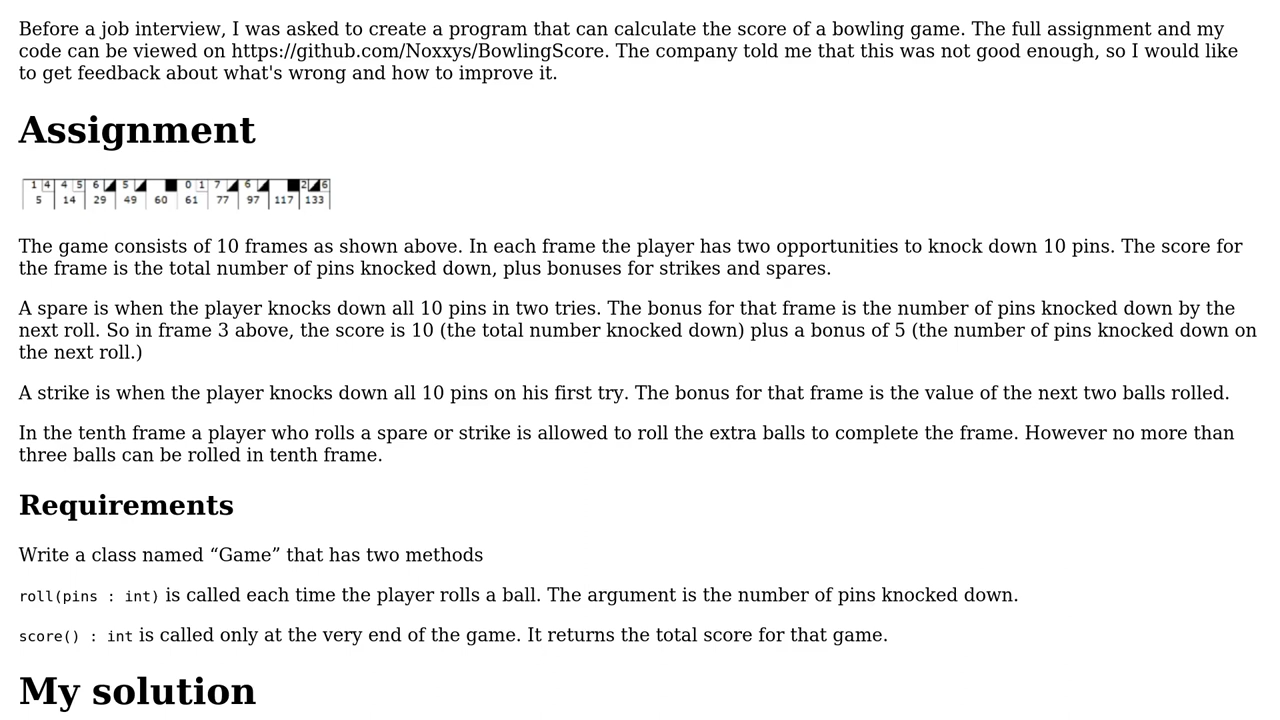 Before a job interview, I was asked to create a program that can calculate the score of a bowling game. The full assignment and my
code can be viewed on https://github.com/Noxxys/BowlingScore. The company told me that this was not good enough, so I would like
to get feedback about what's wrong and how to improve it.
Assignment
1 4 4 5 6 5 0 1 7 6 2 6
5 14 29 49 60 61 77 97 117 133
The game consists of 10 frames as shown above. In each frame the player has two opportunities to knock down 10 pins. The score for
the frame is the total number of pins knocked down, plus bonuses for strikes and spares.
A spare is when the player knocks down all 10 pins in two tries. The bonus for that frame is the number of pins knocked down by the
next roll. So in frame 3 above, the score is 10 (the total number knocked down) plus a bonus of 5 (the number of pins knocked down on
the next roll.)
A strike is when the player knocks down all 10 pins on his first try. The bonus for that frame is the value of the next two balls rolled.
In the tenth frame a player who rolls a spare or strike is allowed to roll the extra balls to complete the frame. However no more than
three balls can be rolled in tenth frame.
Requirements
Write a class named “Game” that has two methods
roll(pins : int) is called each time the player rolls a ball. The argument is the number of pins knocked down.
score() : int is called only at the very end of the game. It returns the total score for that game.
My solution